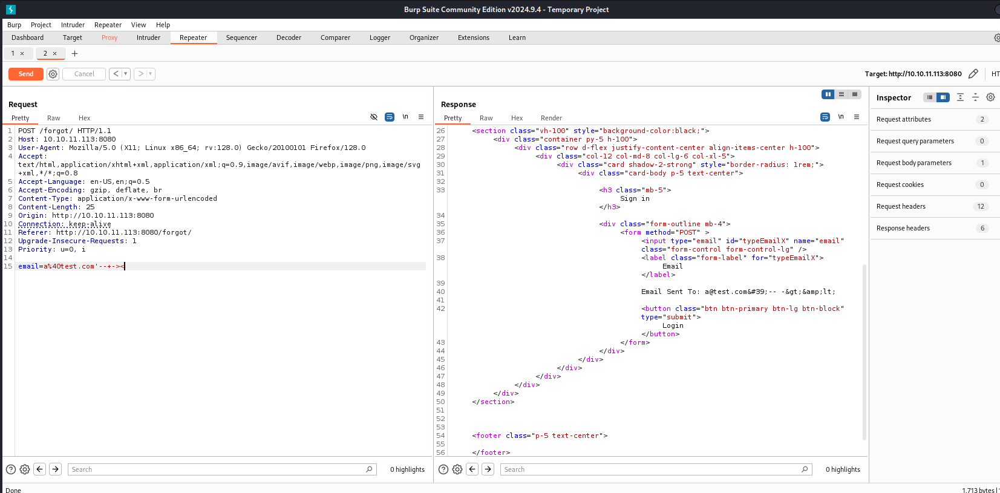 Burp Suite Community Edition v2024.9.4 - Temporary Project
Burp Project Intruder Repeater View Help
Dashboard Target Proxy Intruder Repeater Sequencer Decoder Comparer Logger Organizer Extensions Learn
1 × 2 × +
Send Cancel < >
Target: http://10.10.11.113:8080 HT
Request
Pretty Raw Hex \n
1 POST /forgot/ HTTP/1.1
2 Host: 10.10.11.113:8080
3 User-Agent: Mozilla/5.0 (X11; Linux x86_64; rv:128.0) Gecko/20100101 Firefox/128.0
4 Accept:
text/html,application/xhtml+xml,application/xml;q=0.9,image/avif,image/webp,image/png,image/svg
+xml,*/*;q=0.8
5 Accept-Language: en-US,en;q=0.5
6 Accept-Encoding: gzip, deflate, br
7 Content-Type: application/x-www-form-urlencoded
8 Content-Length: 25
9 Origin: http://10.10.11.113:8080
10 Connection: keep-alive
11 Referer: http://10.10.11.113:8080/forgot/
12 Upgrade-Insecure-Requests: 1
13 Priority: u=0, i
14
15 email=a%40test.com'--+-><
Search 0 highlights
Response
Pretty Raw Hex Render \n
26 <section class="vh-100" style="background-color:black;">
27 <div class="container py-5 h-100">
28 <div class="row d-flex justify-content-center align-items-center h-100">
29 <div class="col-12 col-md-8 col-lg-6 col-xl-5">
30 <div class="card shadow-2-strong" style="border-radius: 1rem;">
31 <div class="card-body p-5 text-center">
32
33 <h3 class="mb-5">
Sign in
</h3>
34
35 <div class="form-outline mb-4">
36 <form method="POST" >
37 <input type="email" id="typeEmailX" name="email"
class="form-control form-control-lg" />
38 <label class="form-label" for="typeEmailX">
Email
</label>
39
40 Email Sent To: a@test.com&#39;-- -&gt;&amp;lt;
41
42 <button class="btn btn-primary btn-lg btn-block"
type="submit">
Login
</button>
43 </form>
44 </div>
45 </div>
46 </div>
47 </div>
48 </div>
49 </div>
50 </section>
51
52
53
54 <footer class="p-5 text-center">
55
56 </footer>
Search 0 highlights
Inspector
Request attributes 2
Request query parameters 0
Request body parameters 1
Request cookies 0
Request headers 12
Response headers 6
Done
1,713 bytes |